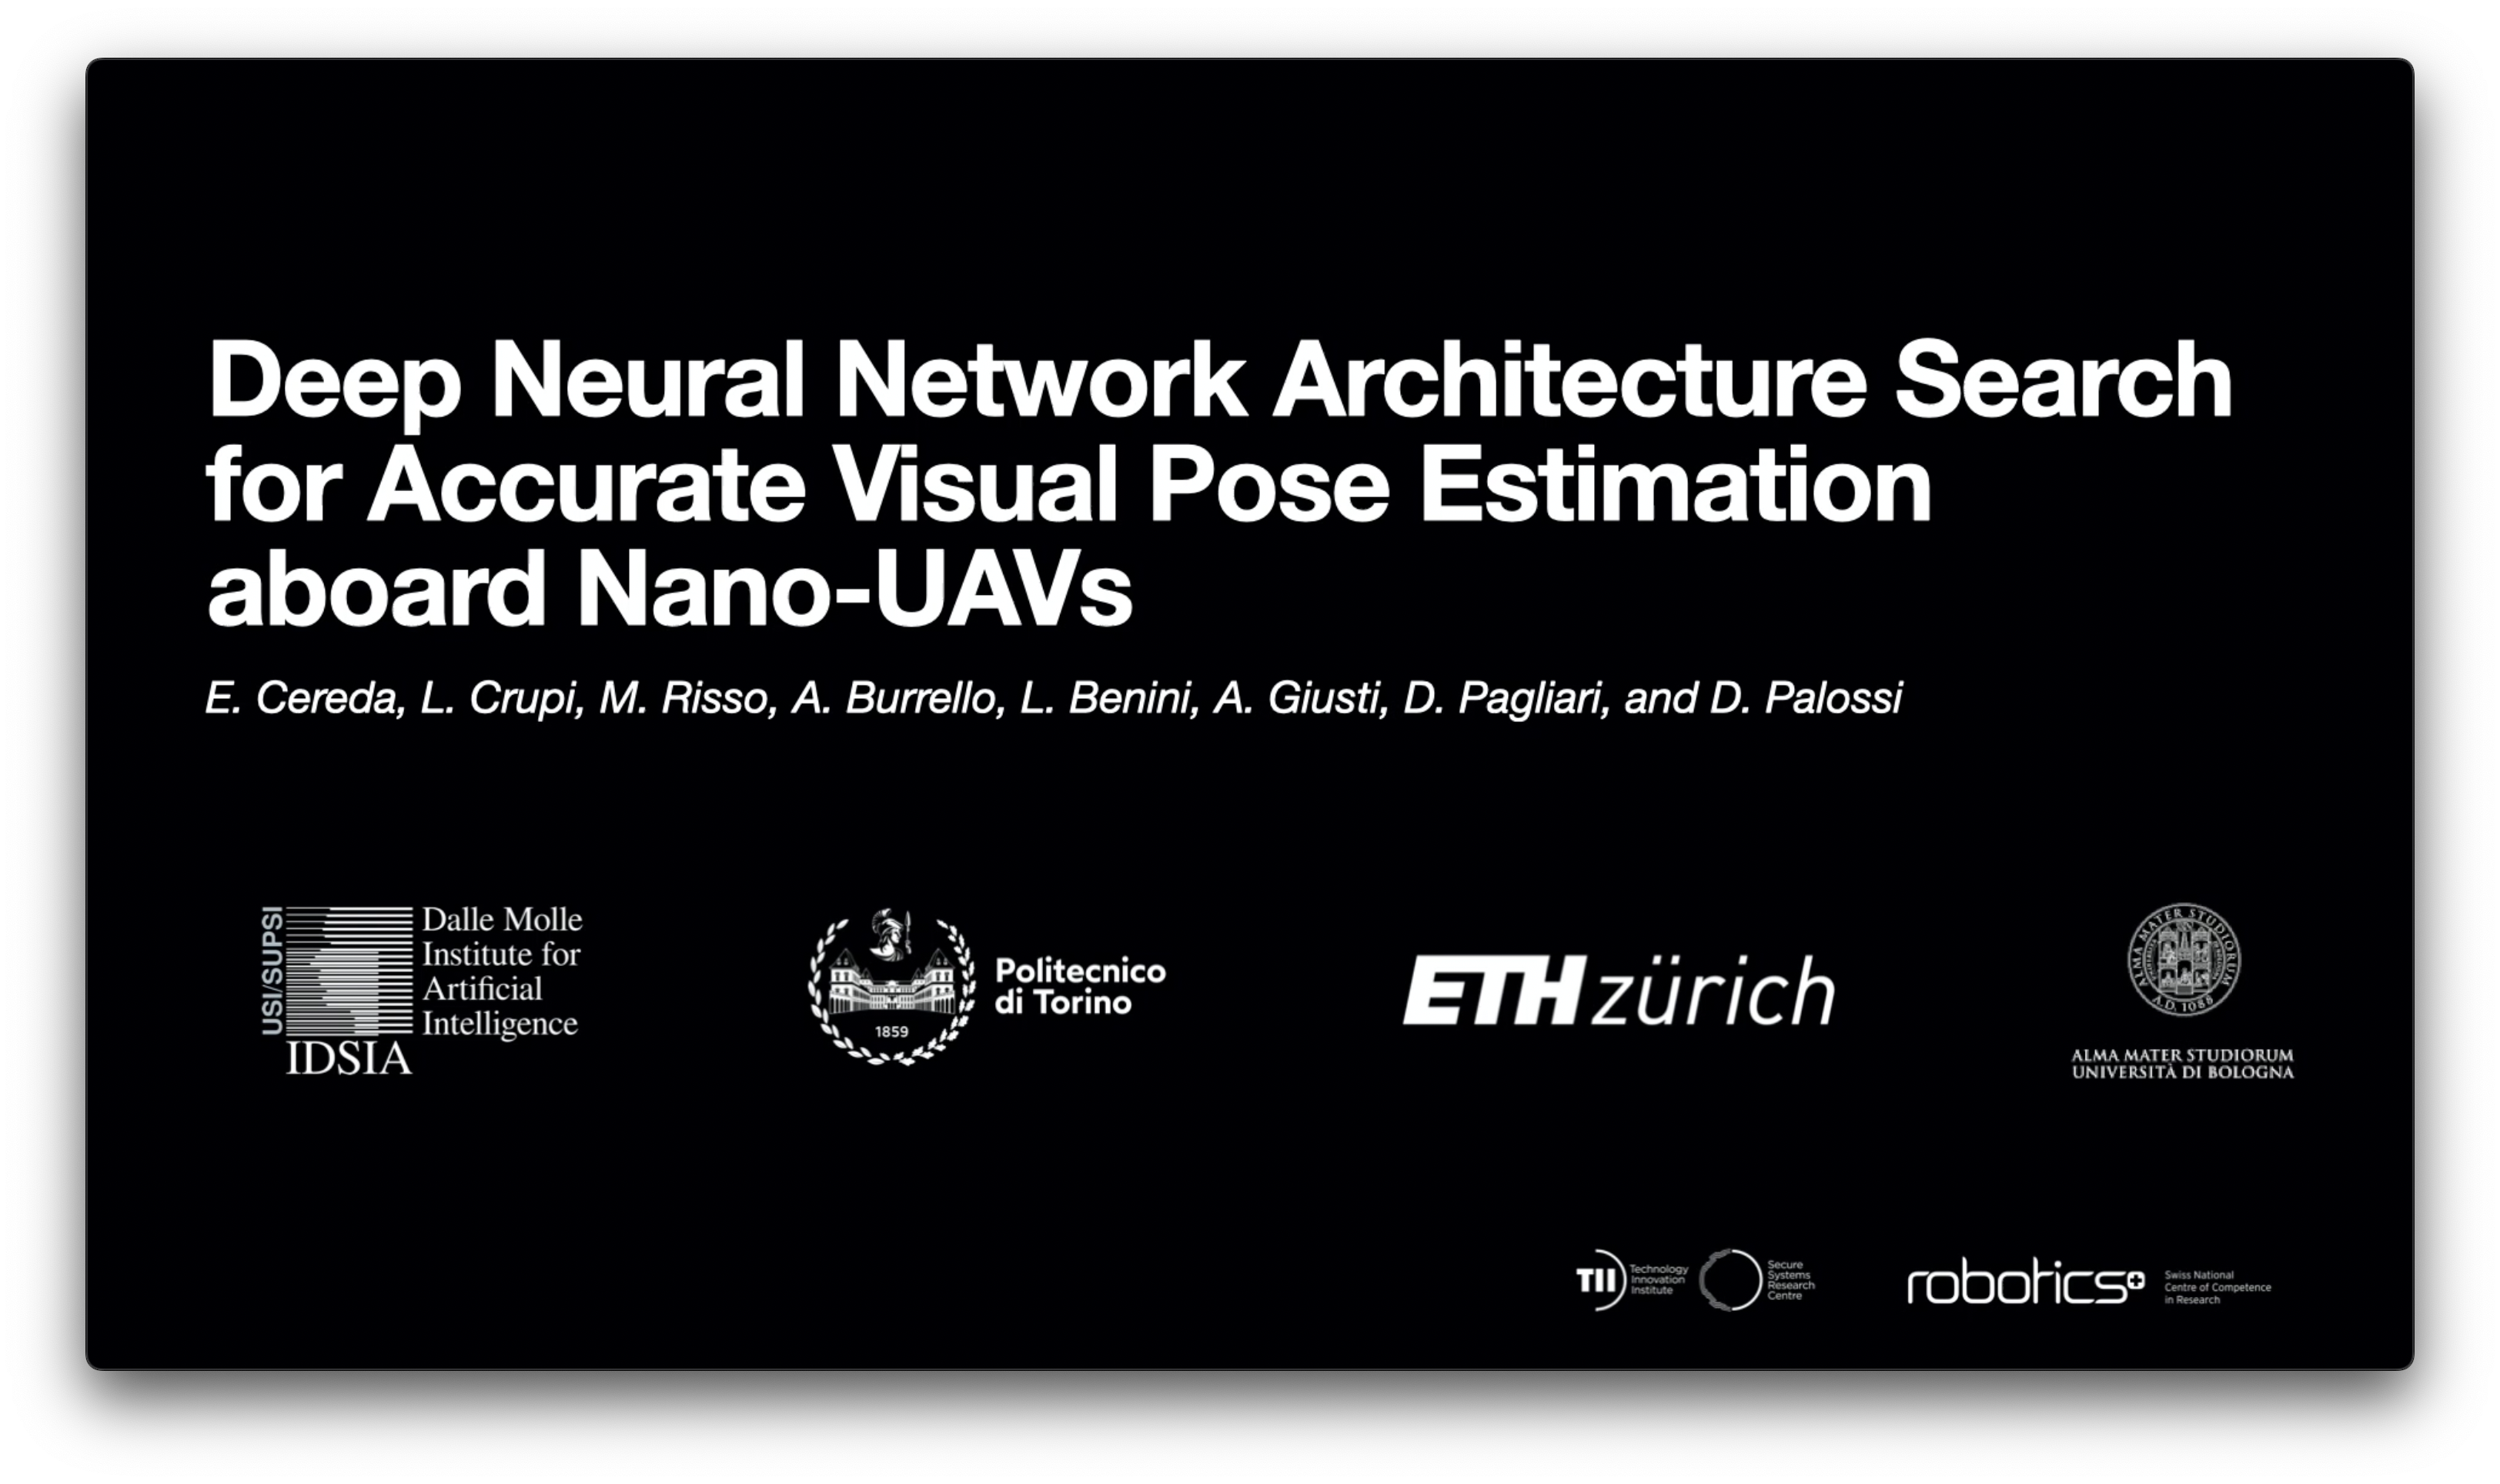 Deep Neural Network Architecture Search
for Accurate Visual Pose Estimation
aboard Nano-UAVs
E. Cereda, L. Crupi, M. Risso, A. Burrello, L. Benini, A. Giusti, D. Pagliari, and D. Palossi
USI/SUPSI
Dalle Molle
Institute for
Artificial
Intelligence
IDSIA
1859
Politecnico
di Torino
ETH zürich
ALMA MATER STUDIORUM
A.D. 1088
ALMA MATER STUDIORUM
UNIVERSITÀ DI BOLOGNA
TII
Technology
Innovation
Institute
Secure
Systems
Research
Centre
robotics+
Swiss National
Centre of Competence
in Research